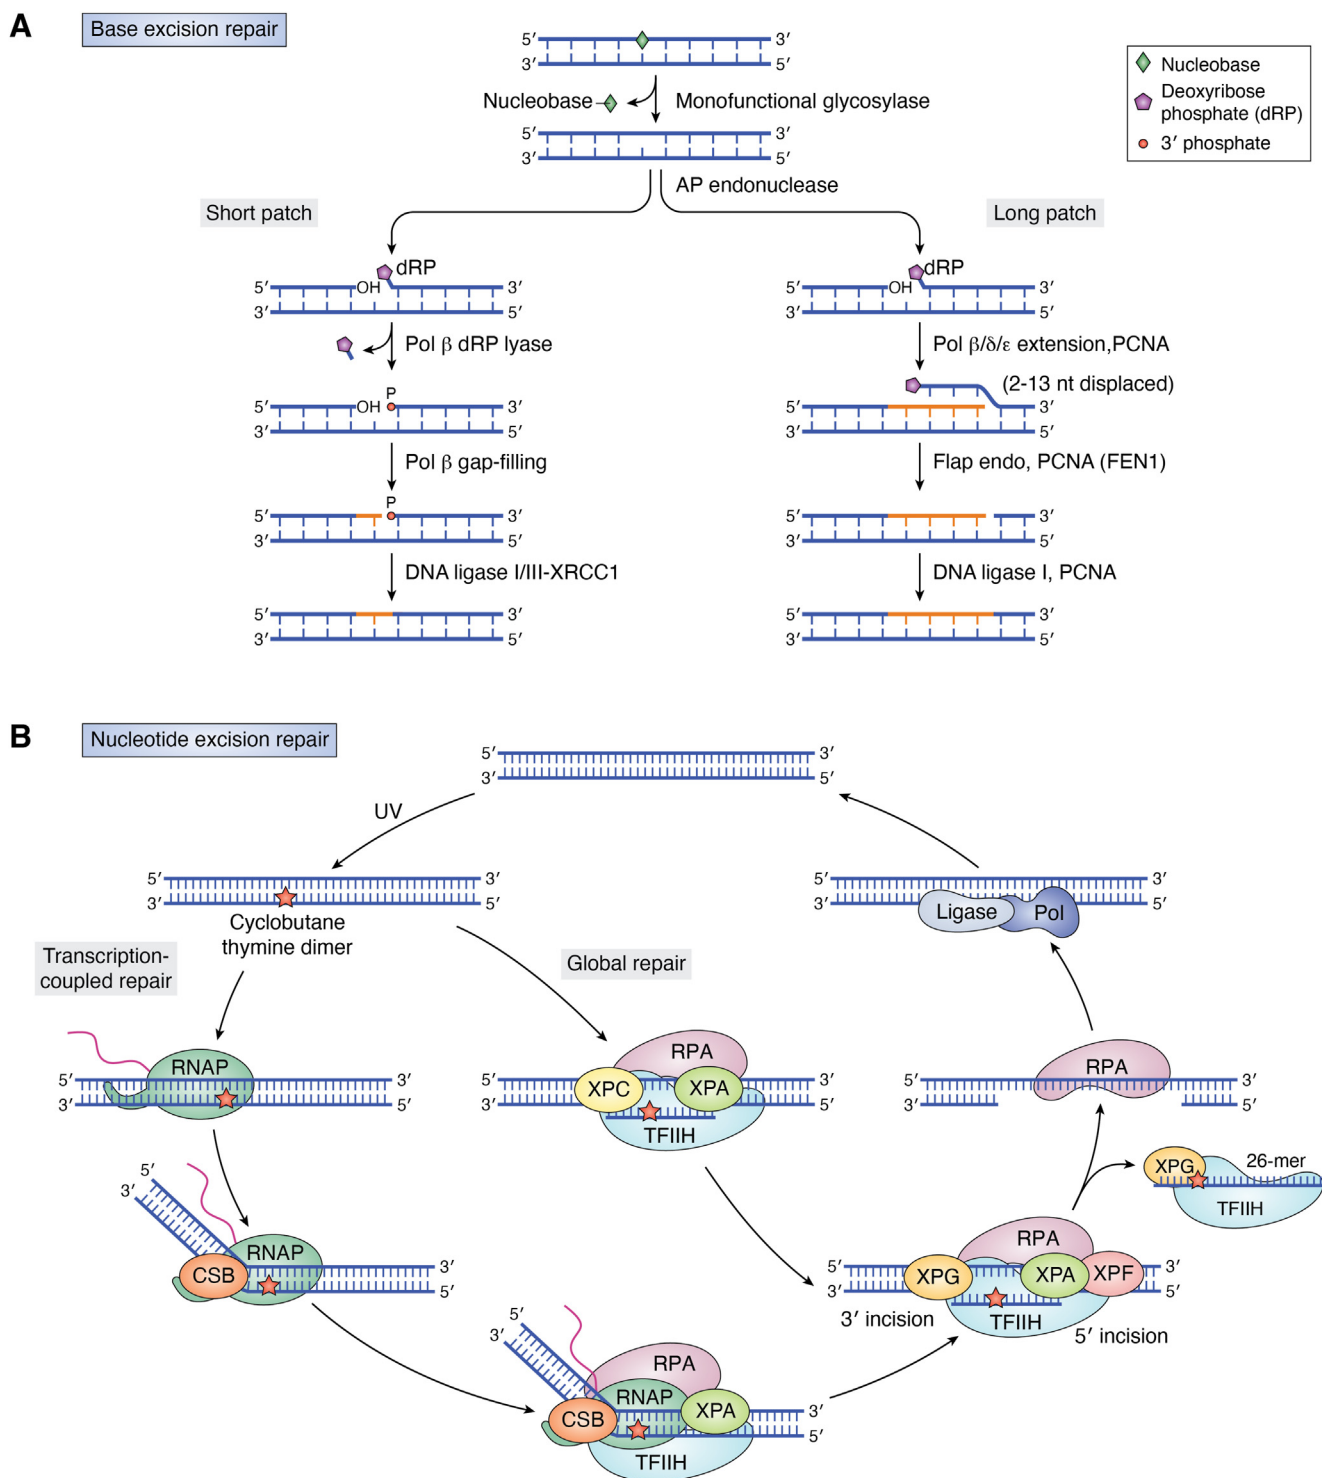 A
Base excision repair
5′ 3′
3′ 5′
Nucleobase
Deoxyribose
phosphate (dRP)
3′ phosphate
Nucleobase
Monofunctional glycosylase
5′ 3′
3′ 5′
AP endonuclease
Short patch
Long patch
dRP
5′ OH 3′
3′ 5′
dRP
5′ OH 3′
3′ 5′
Pol β dRP lyase
Pol β/δ/ε extension,PCNA
P
5′ OH 3′
3′ 5′
(2-13 nt displaced)
5′ 3′
3′ 5′
Pol β gap-filling
Flap endo, PCNA (FEN1)
P
5′ 3′
3′ 5′
5′ 3′
3′ 5′
DNA ligase I/III-XRCC1
DNA ligase I, PCNA
5′ 3′
3′ 5′
5′ 3′
3′ 5′
B
Nucleotide excision repair
5′ 3′
3′ 5′
UV
5′ 3′
3′ 5′
Cyclobutane
thymine dimer
5′ 3′
3′ 5′
Ligase
Pol
Transcription-
coupled repair
Global repair
RNAP
5′ 3′
3′ 5′
RPA
XPC
XPA
TFIIH
5′ 3′
3′ 5′
RPA
5′ 3′
3′ 5′
XPG
26-mer
TFIIH
5′
3′
RNAP
CSB
3′
5′
RPA
XPG
XPA
XPF
TFIIH
5′ 3′
3′ 5′
3′ incision
5′ incision
5′
3′
RPA
RNAP
CSB
XPA
TFIIH
3′
5′